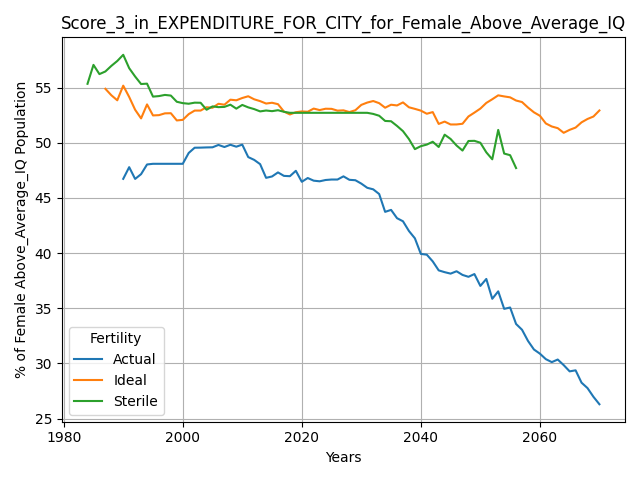 Score_3_in_EXPENDITURE_FOR_CITY_for_Female_Above_Average_IQ
% of Female Above_Average_IQ Population
55
50
45
40
35
30
25
Fertility
Actual
Ideal
Sterile
1980
2000
2020
2040
2060
Years